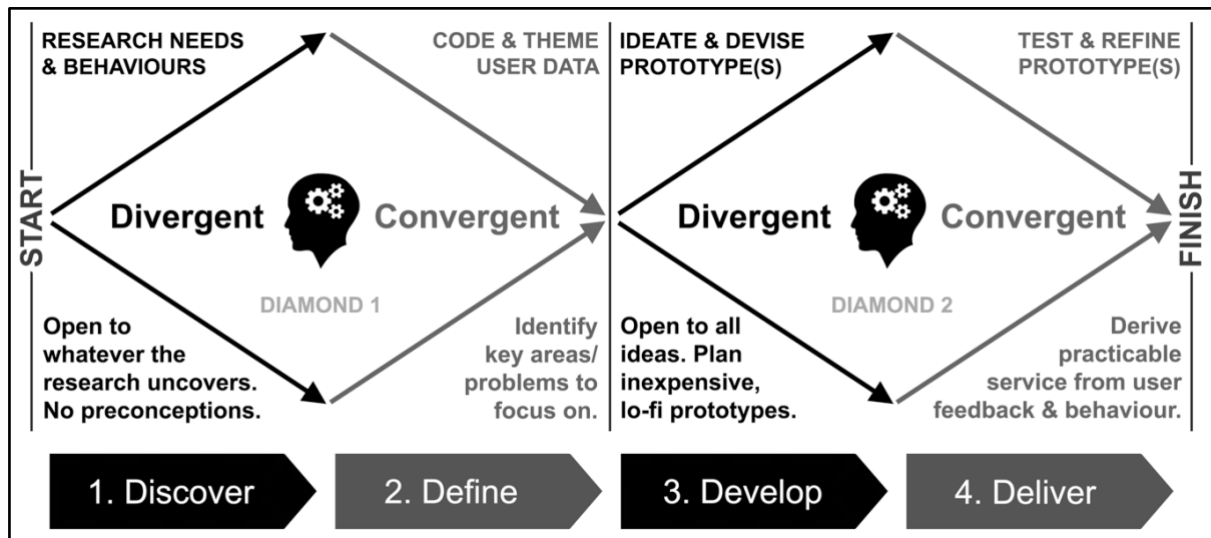 RESEARCH NEEDS
& BEHAVIOURS
CODE & THEME
USER DATA
IDEATE & DEVISE
PROTOTYPE(S)
TEST & REFINE
PROTOTYPE(S)
START
Divergent
Convergent
DIAMOND 1
Divergent
Convergent
DIAMOND 2
FINISH
Open to
whatever the
research uncovers.
No preconceptions.
Identify
key areas/
problems to
focus on.
Open to all
ideas. Plan
inexpensive,
lo-fi prototypes.
Derive
practicable
service from user
feedback & behaviour.
1. Discover
2. Define
3. Develop
4. Deliver